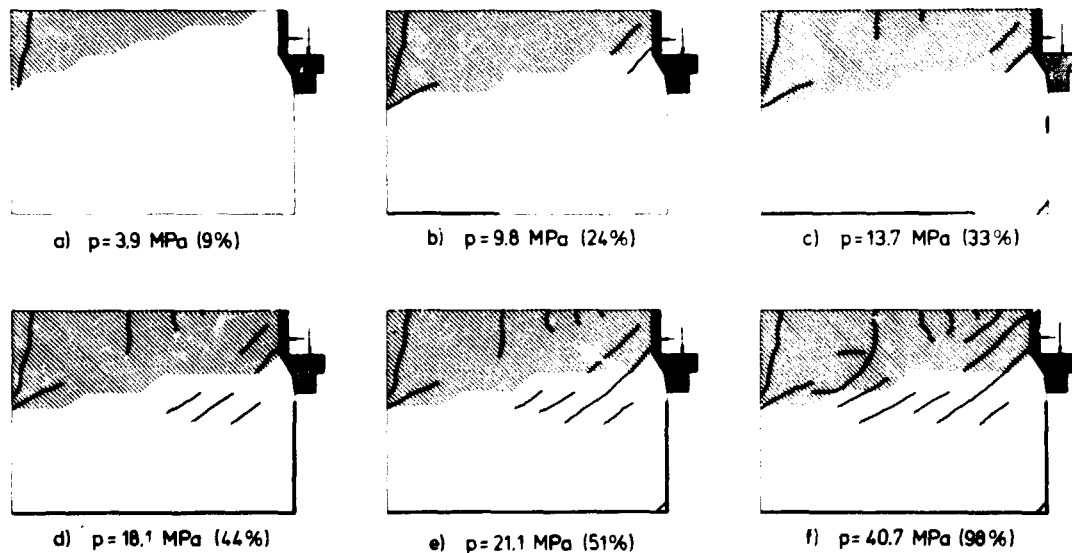 a) p=3.9 MPa (9%)
b) p=9.8 MPa (24%)
c) p=13.7 MPa (33%)
d) p=18.1 MPa (44%)
e) p=21.1 MPa (51%)
f) p=40.7 MPa (98%)